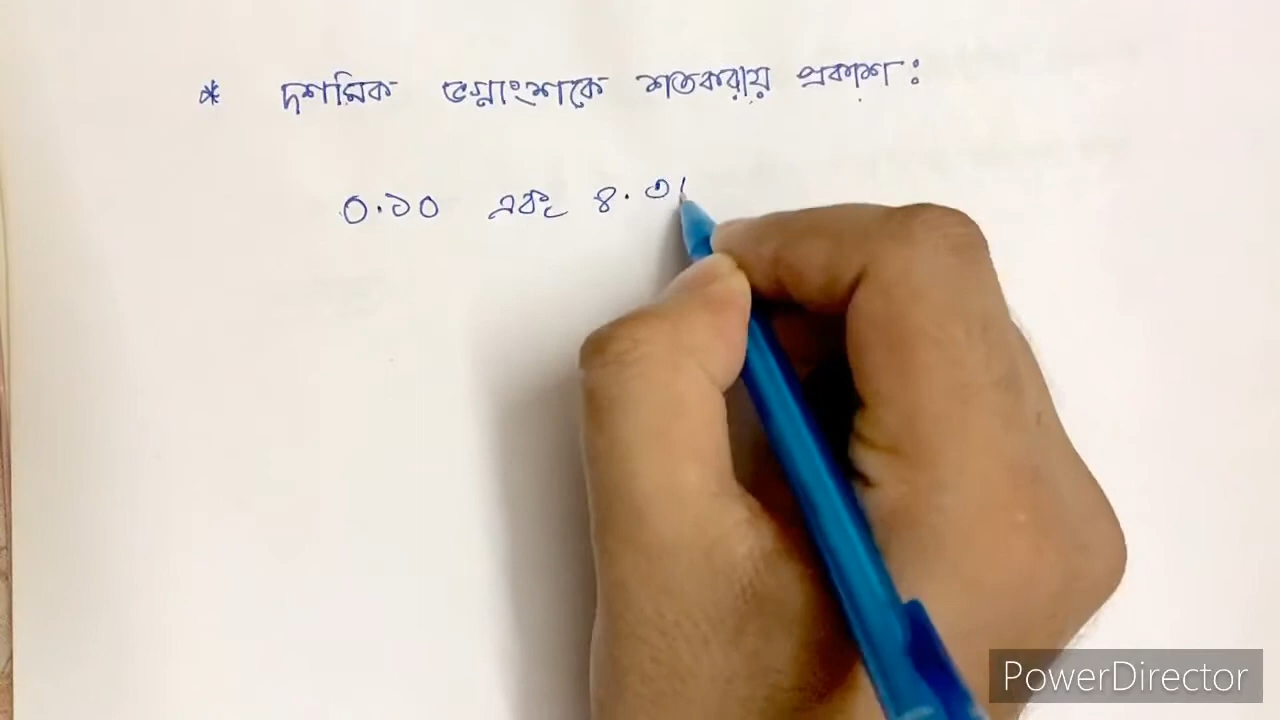 * দশমিক ভগ্নাংশকে শতকরায় প্রকাশ :
০.১০ এবং ৪.৩
PowerDirector